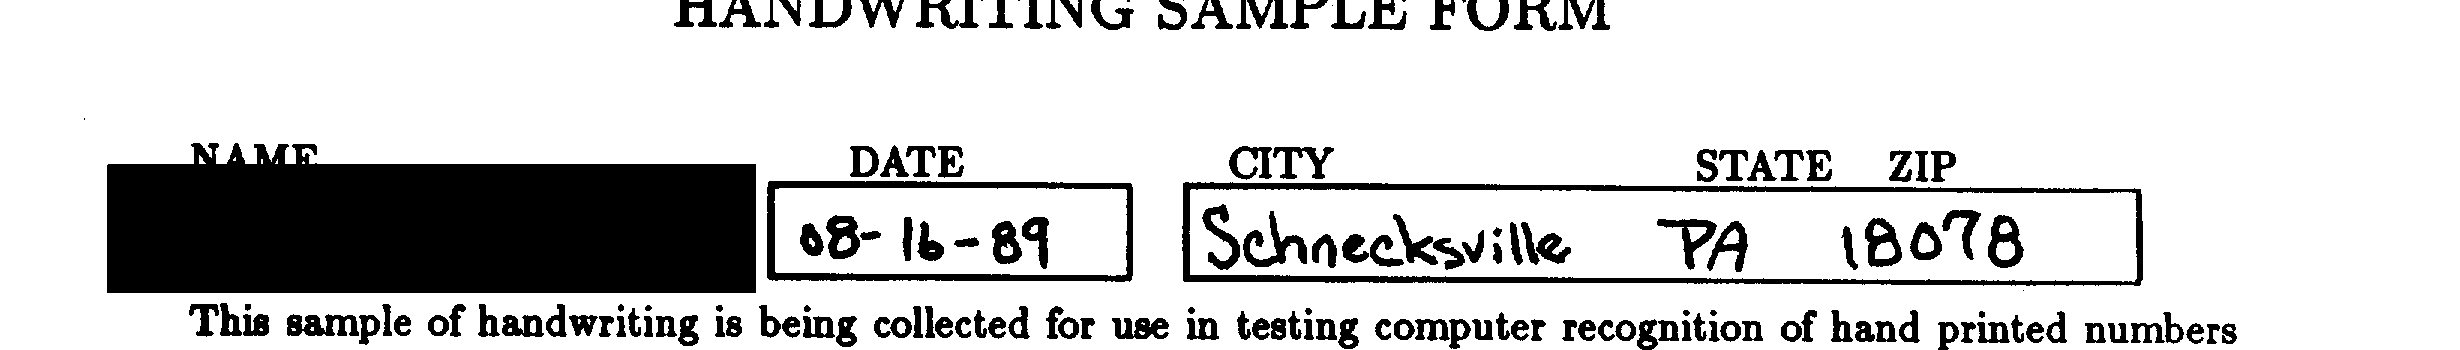 HANDWRITING SAMPLE FORM
NAME DATE CITY STATE ZIP
08-16-89 Schnecksville PA 18078
This sample of handwriting is being collected for use in testing computer recognition of hand printed numbers